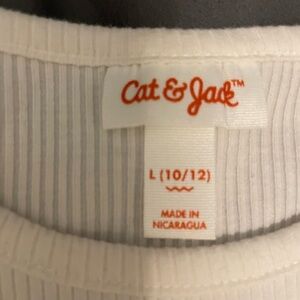 Cat & Jack™
L (10/12)
MADE IN
NICARAGUA